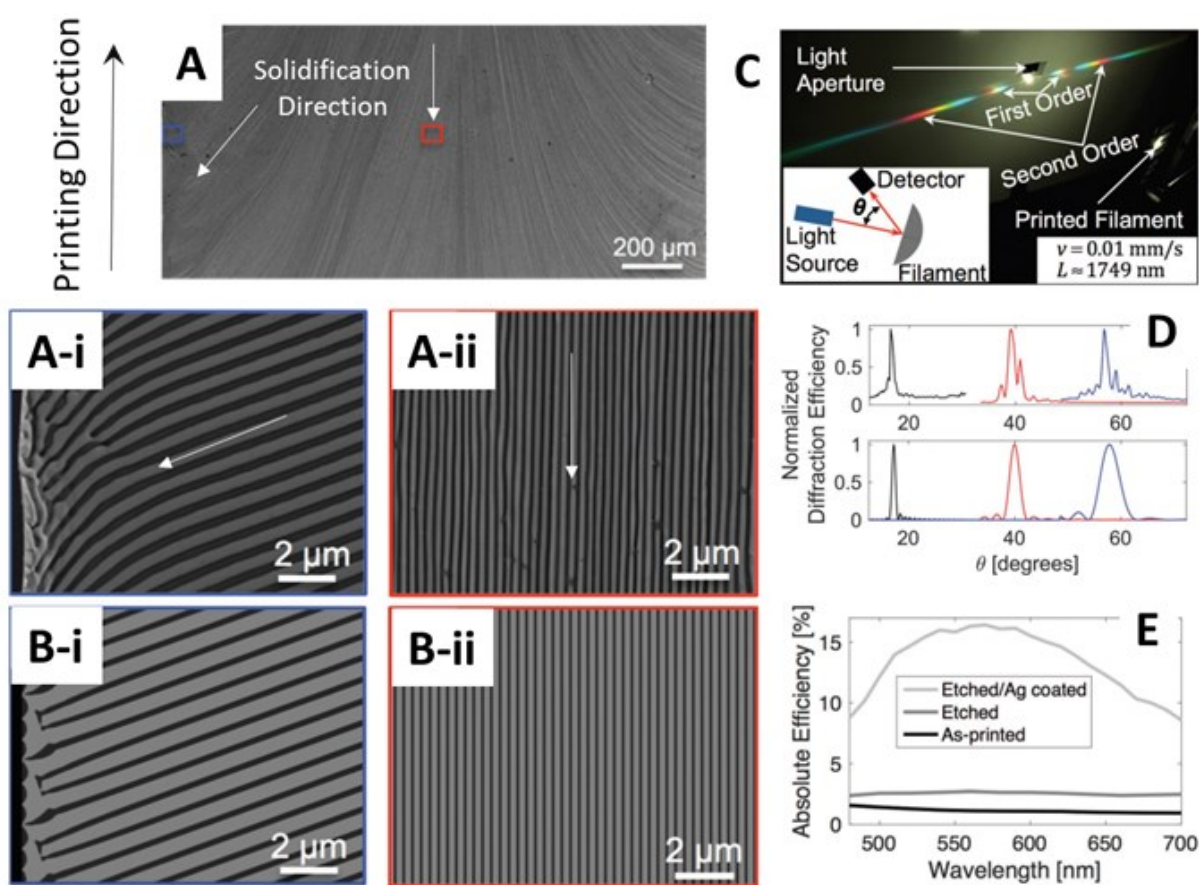 Printing Direction
A
Solidification
Direction
200 μm
C
Light
Aperture
First Order
Second Order
Detector
θ
Light
Source
Filament
Printed Filament
v = 0.01 mm/s
L ≈ 1749 nm
A-i
2 μm
A-ii
2 μm
B-i
2 μm
B-ii
2 μm
D
Normalized
Diffraction Efficiency
1
0.5
0
20 40 60
1
0.5
0
20 40 60
θ [degrees]
E
Absolute Efficiency [%]
15
10
5
0
Etched/Ag coated
Etched
As-printed
500 550 600 650 700
Wavelength [nm]